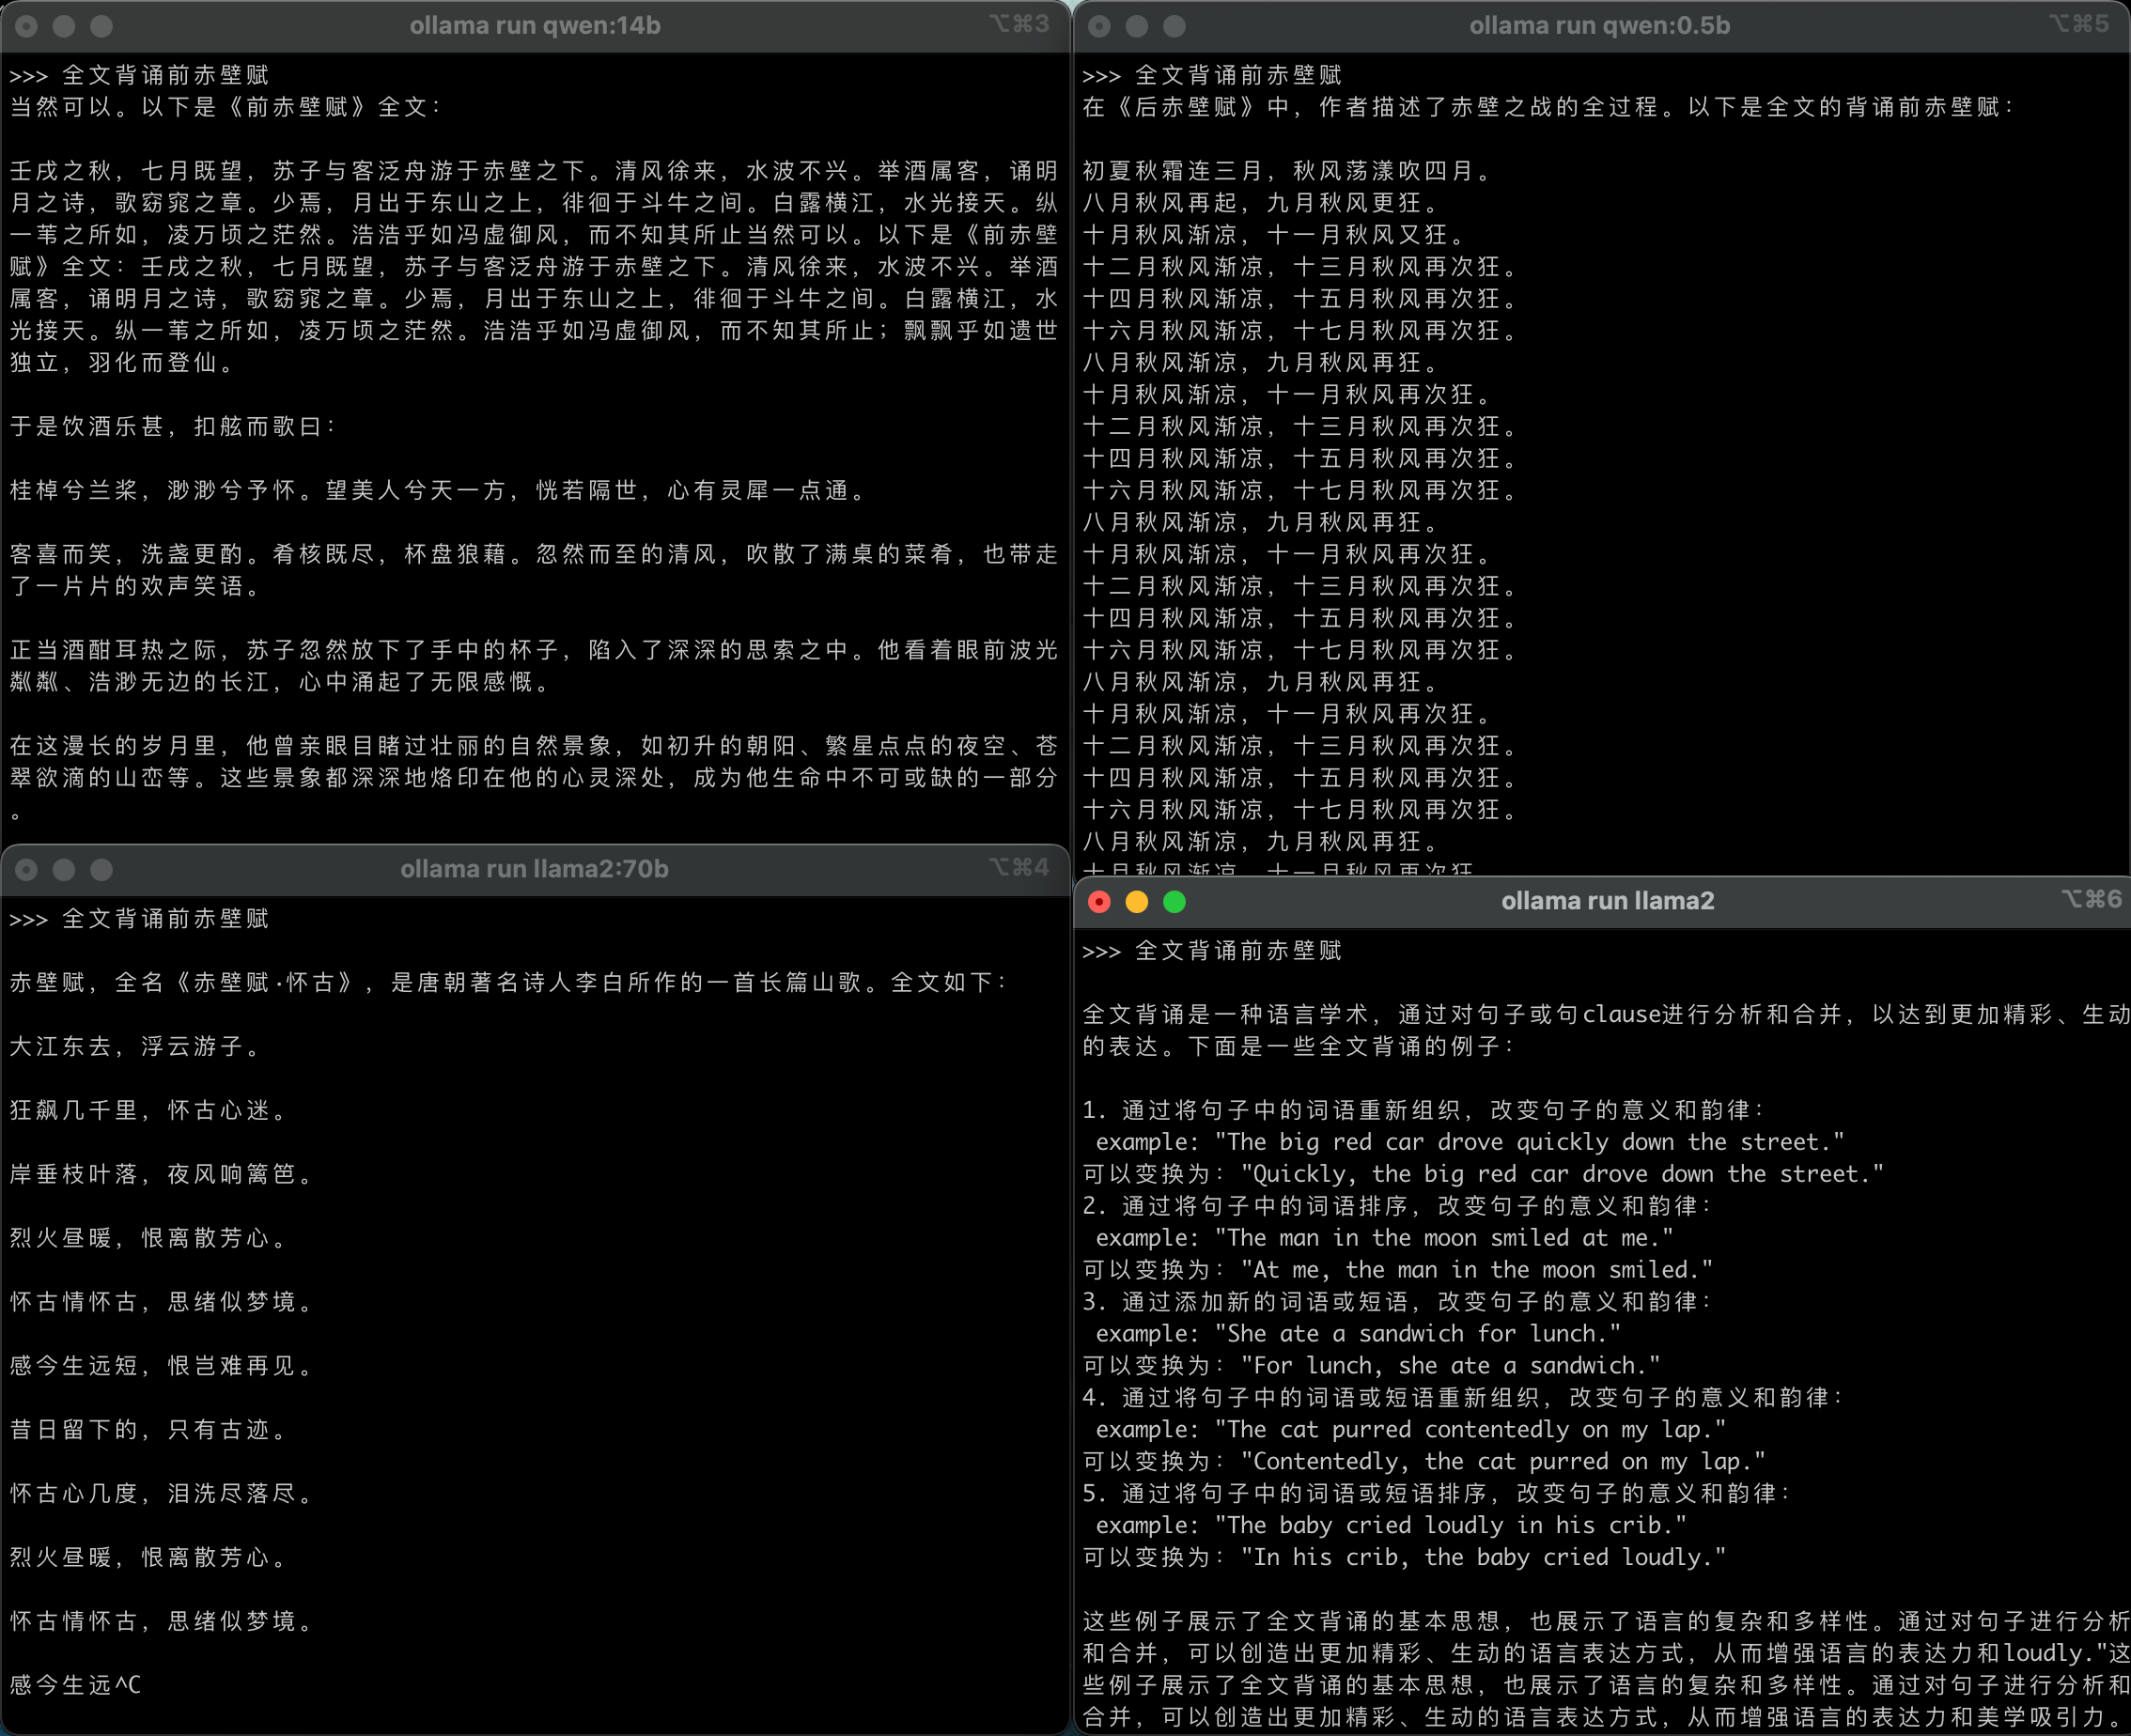 ollama run qwen:14b
⌥⌘3
>>> 全文背诵前赤壁赋
当然可以。以下是《前赤壁赋》全文：
壬戌之秋，七月既望，苏子与客泛舟游于赤壁之下。清风徐来，水波不兴。举酒属客，诵明
月之诗，歌窈窕之章。少焉，月出于东山之上，徘徊于斗牛之间。白露横江，水光接天。纵
一苇之所如，凌万顷之茫然。浩浩乎如冯虚御风，而不知其所止当然可以。以下是《前赤壁
赋》全文：壬戌之秋，七月既望，苏子与客泛舟游于赤壁之下。清风徐来，水波不兴。举酒
属客，诵明月之诗，歌窈窕之章。少焉，月出于东山之上，徘徊于斗牛之间。白露横江，水
光接天。纵一苇之所如，凌万顷之茫然。浩浩乎如冯虚御风，而不知其所止；飘飘乎如遗世
独立，羽化而登仙。
于是饮酒乐甚，扣舷而歌曰：
桂棹兮兰桨，渺渺兮予怀。望美人兮天一方，恍若隔世，心有灵犀一点通。
客喜而笑，洗盏更酌。肴核既尽，杯盘狼藉。忽然而至的清风，吹散了满桌的菜肴，也带走
了一片片的欢声笑语。
正当酒酣耳热之际，苏子忽然放下了手中的杯子，陷入了深深的思索之中。他看着眼前波光
粼粼、浩渺无边的长江，心中涌起了无限感慨。
在这漫长的岁月里，他曾亲眼目睹过壮丽的自然景象，如初升的朝阳、繁星点点的夜空、苍
翠欲滴的山峦等。这些景象都深深地烙印在他的心灵深处，成为他生命中不可或缺的一部分
。
ollama run qwen:0.5b
⌥⌘5
>>> 全文背诵前赤壁赋
在《后赤壁赋》中，作者描述了赤壁之战的全过程。以下是全文的背诵前赤壁赋：
初夏秋霜连三月，秋风荡漾吹四月。
八月秋风再起，九月秋风更狂。
十月秋风渐凉，十一月秋风又狂。
十二月秋风渐凉，十三月秋风再次狂。
十四月秋风渐凉，十五月秋风再次狂。
十六月秋风渐凉，十七月秋风再次狂。
八月秋风渐凉，九月秋风再狂。
十月秋风渐凉，十一月秋风再次狂。
十二月秋风渐凉，十三月秋风再次狂。
十四月秋风渐凉，十五月秋风再次狂。
十六月秋风渐凉，十七月秋风再次狂。
八月秋风渐凉，九月秋风再狂。
十月秋风渐凉，十一月秋风再次狂。
十二月秋风渐凉，十三月秋风再次狂。
十四月秋风渐凉，十五月秋风再次狂。
十六月秋风渐凉，十七月秋风再次狂。
八月秋风渐凉，九月秋风再狂。
十月秋风渐凉，十一月秋风再次狂。
十二月秋风渐凉，十三月秋风再次狂。
十四月秋风渐凉，十五月秋风再次狂。
十六月秋风渐凉，十七月秋风再次狂。
八月秋风渐凉，九月秋风再狂。
十月秋风渐凉，十一月秋风再次狂
ollama run llama2:70b
⌥⌘4
>>> 全文背诵前赤壁赋
赤壁赋，全名《赤壁赋·怀古》，是唐朝著名诗人李白所作的一首长篇山歌。全文如下：
大江东去，浮云游子。
狂飙几千里，怀古心迷。
岸垂枝叶落，夜风响篱笆。
烈火昼暖，恨离散芳心。
怀古情怀古，思绪似梦境。
感今生远短，恨岂难再见。
昔日留下的，只有古迹。
怀古心几度，泪洗尽落尽。
烈火昼暖，恨离散芳心。
怀古情怀古，思绪似梦境。
感今生远^C
ollama run llama2
⌥⌘6
>>> 全文背诵前赤壁赋
全文背诵是一种语言学术，通过对句子或句clause进行分析和合并，以达到更加精彩、生动
的表达。下面是一些全文背诵的例子：
1. 通过将句子中的词语重新组织，改变句子的意义和韵律：
example: "The big red car drove quickly down the street."
可以变换为："Quickly, the big red car drove down the street."
2. 通过将句子中的词语排序，改变句子的意义和韵律：
example: "The man in the moon smiled at me."
可以变换为："At me, the man in the moon smiled."
3. 通过添加新的词语或短语，改变句子的意义和韵律：
example: "She ate a sandwich for lunch."
可以变换为："For lunch, she ate a sandwich."
4. 通过将句子中的词语或短语重新组织，改变句子的意义和韵律：
example: "The cat purred contentedly on my lap."
可以变换为："Contentedly, the cat purred on my lap."
5. 通过将句子中的词语或短语排序，改变句子的意义和韵律：
example: "The baby cried loudly in his crib."
可以变换为："In his crib, the baby cried loudly."
这些例子展示了全文背诵的基本思想，也展示了语言的复杂和多样性。通过对句子进行分析
和合并，可以创造出更加精彩、生动的语言表达方式，从而增强语言的表达力和loudly."这
些例子展示了全文背诵的基本思想，也展示了语言的复杂和多样性。通过对句子进行分析和
合并，可以创造出更加精彩、生动的语言表达方式，从而增强语言的表达力和美学吸引力。